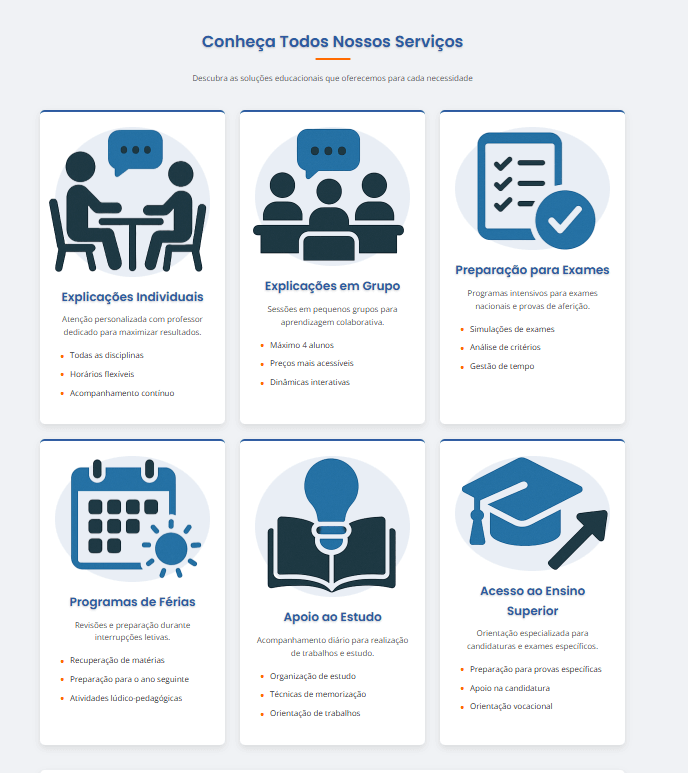 Conheça Todos Nossos Serviços
Descubra as soluções educacionais que oferecemos para cada necessidade
Explicações Individuais
Atenção personalizada com professor
dedicado para maximizar resultados.
Todas as disciplinas
Horários flexíveis
Acompanhamento contínuo
Explicações em Grupo
Sessões em pequenos grupos para
aprendizagem colaborativa.
Máximo 4 alunos
Preços mais acessíveis
Dinâmicas interativas
Preparação para Exames
Programas intensivos para exames
nacionais e provas de aferição.
Simulações de exames
Análise de critérios
Gestão de tempo
Programas de Férias
Revisões e preparação durante
interrupções letivas.
Recuperação de matérias
Preparação para o ano seguinte
Atividades lúdico-pedagógicas
Apoio ao Estudo
Acompanhamento diário para realização
de trabalhos e estudo.
Organização de estudo
Técnicas de memorização
Orientação de trabalhos
Acesso ao Ensino
Superior
Orientação especializada para
candidaturas e exames específicos.
Preparação para provas específicas
Apoio na candidatura
Orientação vocacional